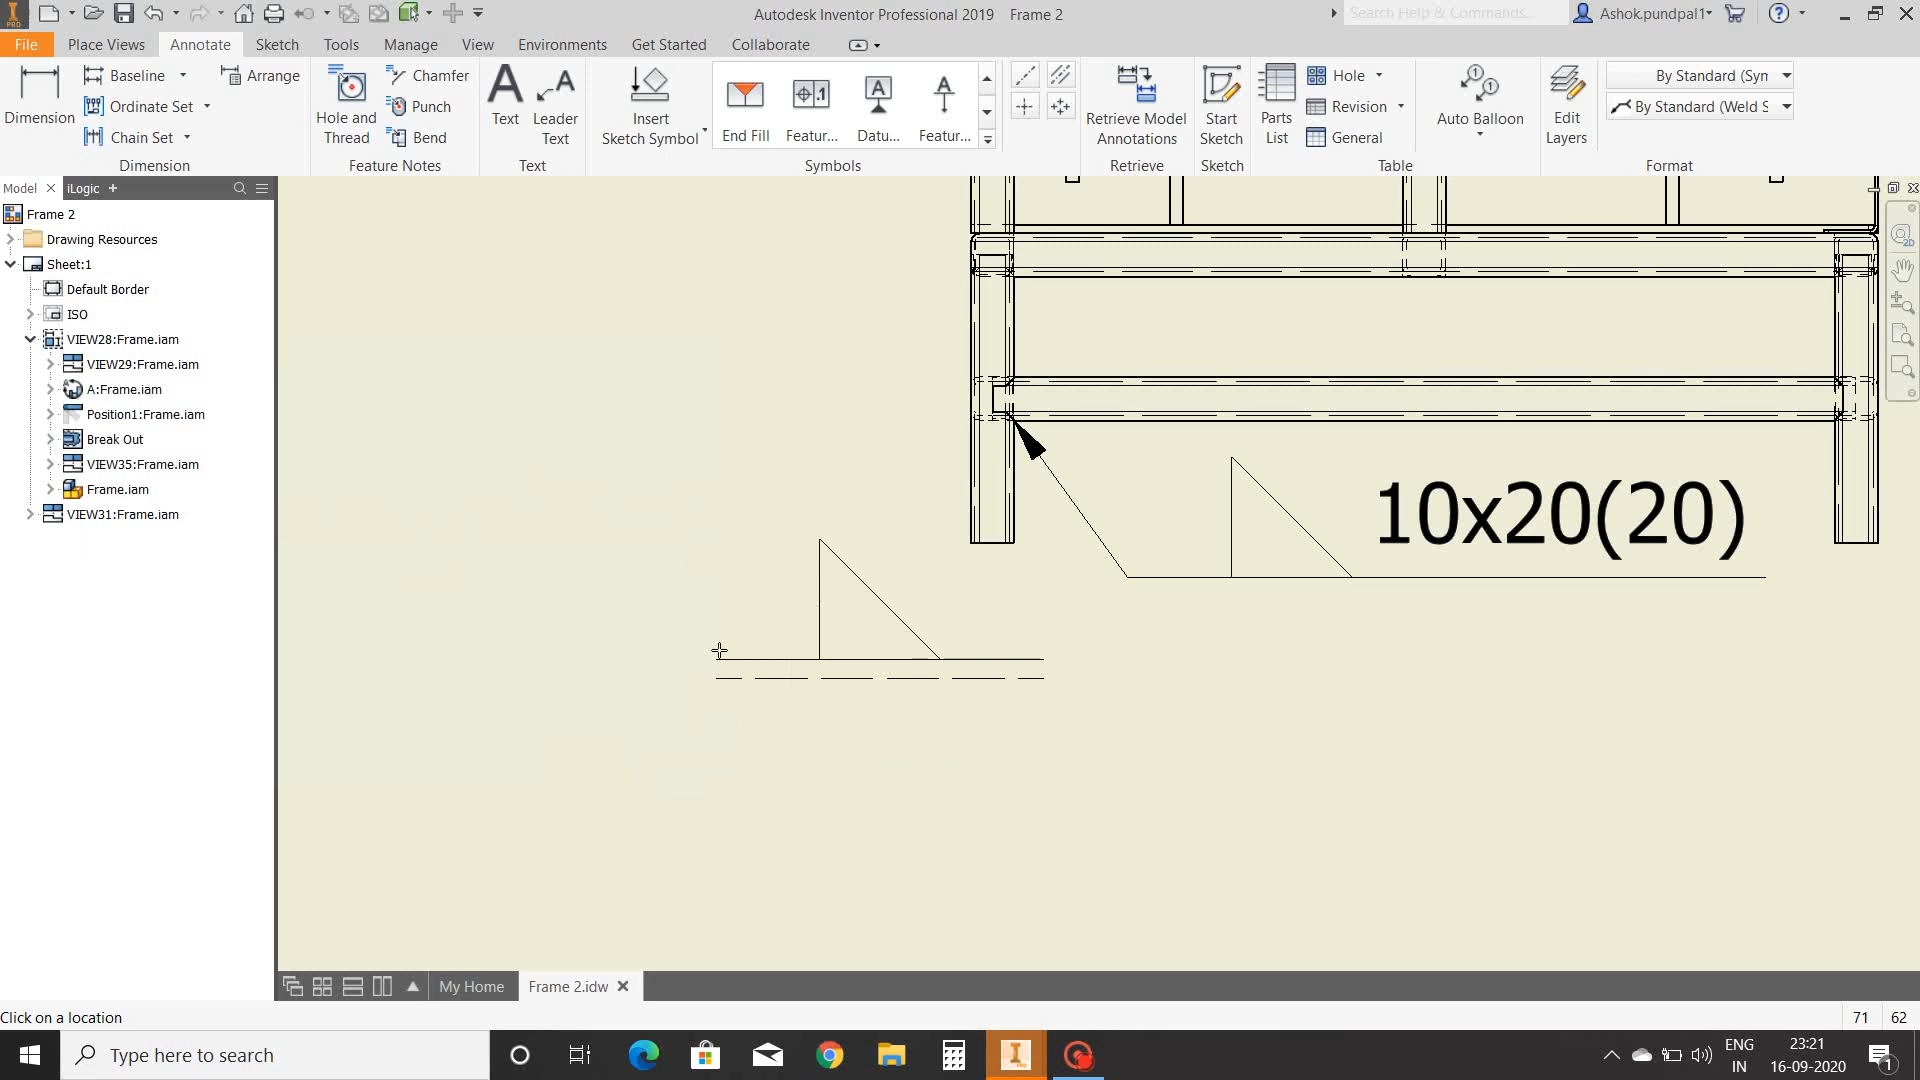 Autodesk Inventor Professional 2019 Frame 2
Search Help & Commands...
Ashok.pundpal1
File
Place Views
Annotate
Sketch
Tools
Manage
View
Environments
Get Started
Collaborate
Dimension
Baseline
Ordinate Set
Chain Set
Arrange
Dimension
Hole and
Thread
Chamfer
Punch
Bend
Feature Notes
Text
Leader
Text
Text
Insert
Sketch Symbol
End Fill
Featur...
Datu...
Featur...
Symbols
Retrieve Model
Annotations
Retrieve
Start
Sketch
Sketch
Parts
List
Hole
Revision
General
Table
Auto Balloon
Edit
Layers
By Standard (Syn
By Standard (Weld S
Format
Model
iLogic
Frame 2
Drawing Resources
Sheet:1
Default Border
ISO
VIEW28:Frame.iam
VIEW29:Frame.iam
A:Frame.iam
Position1:Frame.iam
Break Out
VIEW35:Frame.iam
Frame.iam
VIEW31:Frame.iam
10x20(20)
My Home
Frame 2.idw
Click on a location
71 62
Type here to search
ENG
IN
23:21
16-09-2020
1